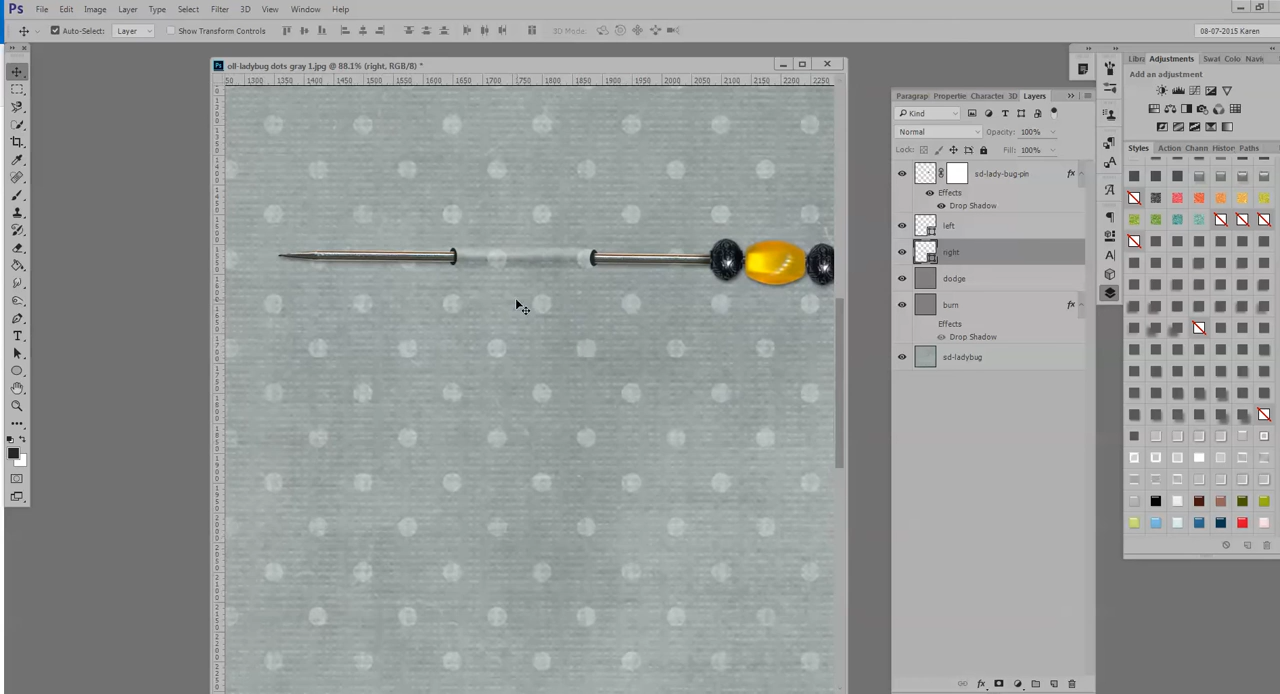 Ps File Edit Image Layer Type Select Filter 3D View Window Help
Auto-Select: Layer Show Transform Controls 3D Mode: 08-07-2015 Karen
oll-ladybug dots gray 1.jpg @ 88.1% (right, RGB/8) *
50 1300 1350 1400 1450 1500 1550 1600 1650 1700 1750 1800 1850 1900 1950 2000 2050 2100 2150 2200 2250
Paragrap Propertie Character 3D Layers
Kind
Normal Opacity: 100%
Lock: Fill: 100%
sd-lady-bug-pin fx
Effects
Drop Shadow
left
right
dodge
burn fx
Effects
Drop Shadow
sd-ladybug
Libra Adjustments Swat Colo Navi
Add an adjustment
Styles Action Chann Histor Paths